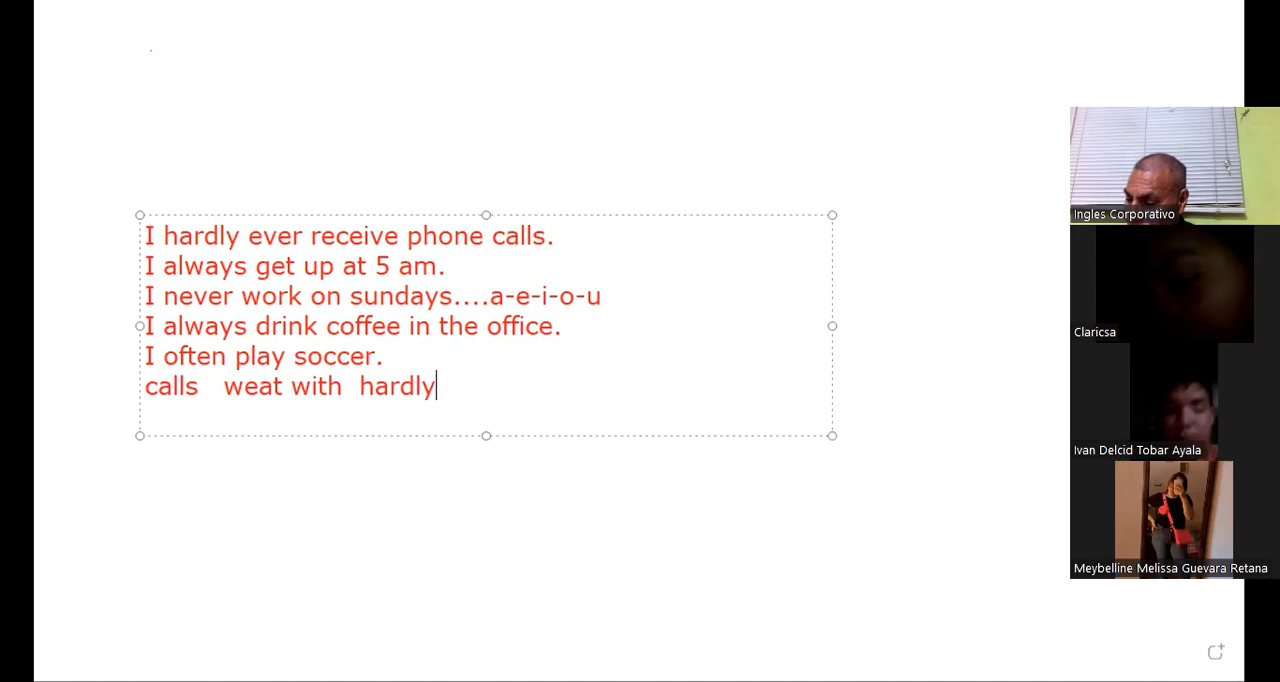 I hardly ever receive phone calls.
I always get up at 5 am.
I never work on sundays....a-e-i-o-u
I always drink coffee in the office.
I often play soccer.
calls weat with hardly
Ingles Corporativo
Claricsa
Ivan Delcid Tobar Ayala
Meybelline Melissa Guevara Retana